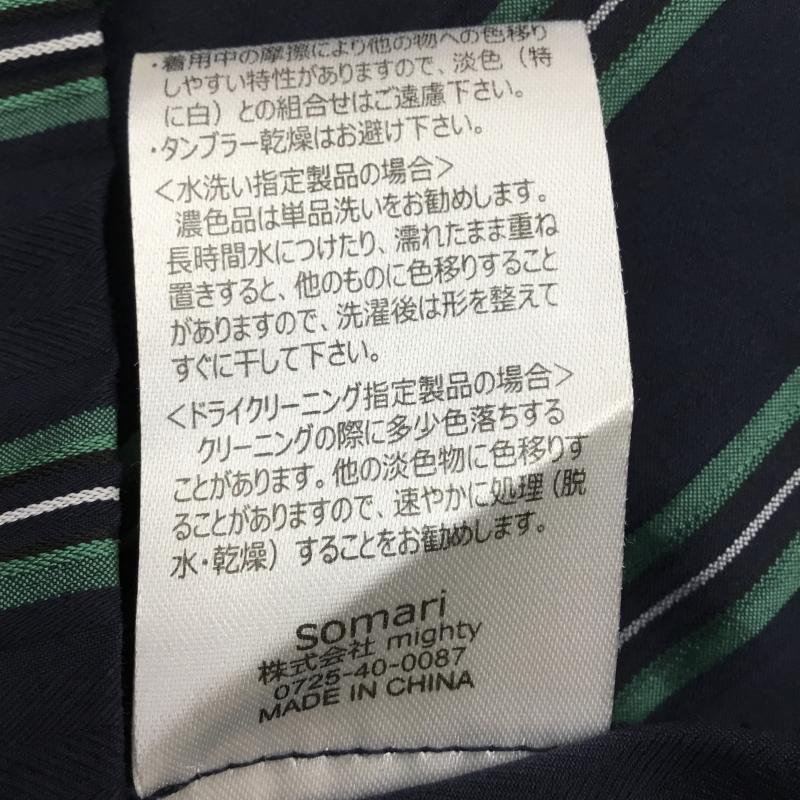 ・着用中の摩擦により他の物への色移り
しやすい特性がありますので、淡色（特
に白）との組合せはご遠慮下さい。
・タンブラー乾燥はお避け下さい。
＜水洗い指定製品の場合＞
濃色品は単品洗いをお勧めします。
長時間水につけたり、濡れたまま重ね
置きすると、他のものに色移りすること
がありますので、洗濯後は形を整えて
すぐに干して下さい。
＜ドライクリーニング指定製品の場合＞
クリーニングの際に多少色落ちする
ことがあります。他の淡色物に色移りす
ることがありますので、速やかに処理（脱
水・乾燥）することをお勧めします。
somari
株式会社 mighty
0725-40-0087
MADE IN CHINA